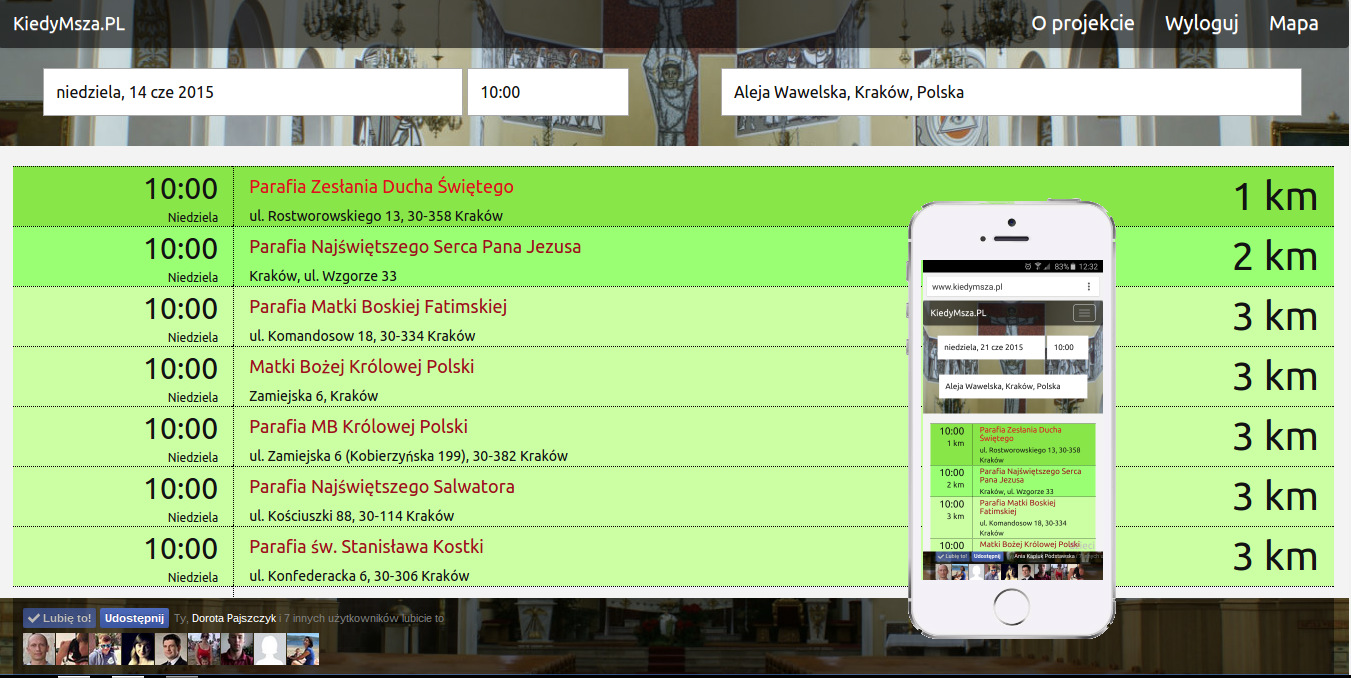 KiedyMsza.PL
O projekcie Wyloguj Mapa
niedziela, 14 cze 2015 10:00 Aleja Wawelska, Kraków, Polska
10:00 Parafia Zesłania Ducha Świętego 1 km
Niedziela ul. Rostworowskiego 13, 30-358 Kraków
10:00 Parafia Najświętszego Serca Pana Jezusa 2 km
Niedziela Kraków, ul. Wzgorze 33
10:00 Parafia Matki Boskiej Fatimskiej 3 km
Niedziela ul. Komandosow 18, 30-334 Kraków
10:00 Matki Bożej Królowej Polski 3 km
Niedziela Zamiejska 6, Kraków
10:00 Parafia MB Królowej Polski 3 km
Niedziela ul. Zamiejska 6 (Kobierzyńska 199), 30-382 Kraków
10:00 Parafia Najświętszego Salwatora 3 km
Niedziela ul. Kościuszki 88, 30-114 Kraków
10:00 Parafia św. Stanisława Kostki 3 km
Niedziela ul. Konfederacka 6, 30-306 Kraków
Lubię to! Udostępnij Ty, Dorota Pajszczyk i 7 innych użytkowników lubicie to
83% 12:32
www.kiedymsza.pl
KiedyMsza.PL
niedziela, 21 cze 2015 10:00
Aleja Wawelska, Kraków, Polska
10:00 Parafia Zesłania Ducha
1 km Świętego
ul. Rostworowskiego 13, 30-358
Kraków
10:00 Parafia Najświętszego Serca
2 km Pana Jezusa
Kraków, ul. Wzgorze 33
10:00 Parafia Matki Boskiej
3 km Fatimskiej
ul. Komandosow 18, 30-334
Kraków
10:00 Matki Bożej Królowej Polski
Lubię to! Udostępnij Ania Kapluk Podstawska